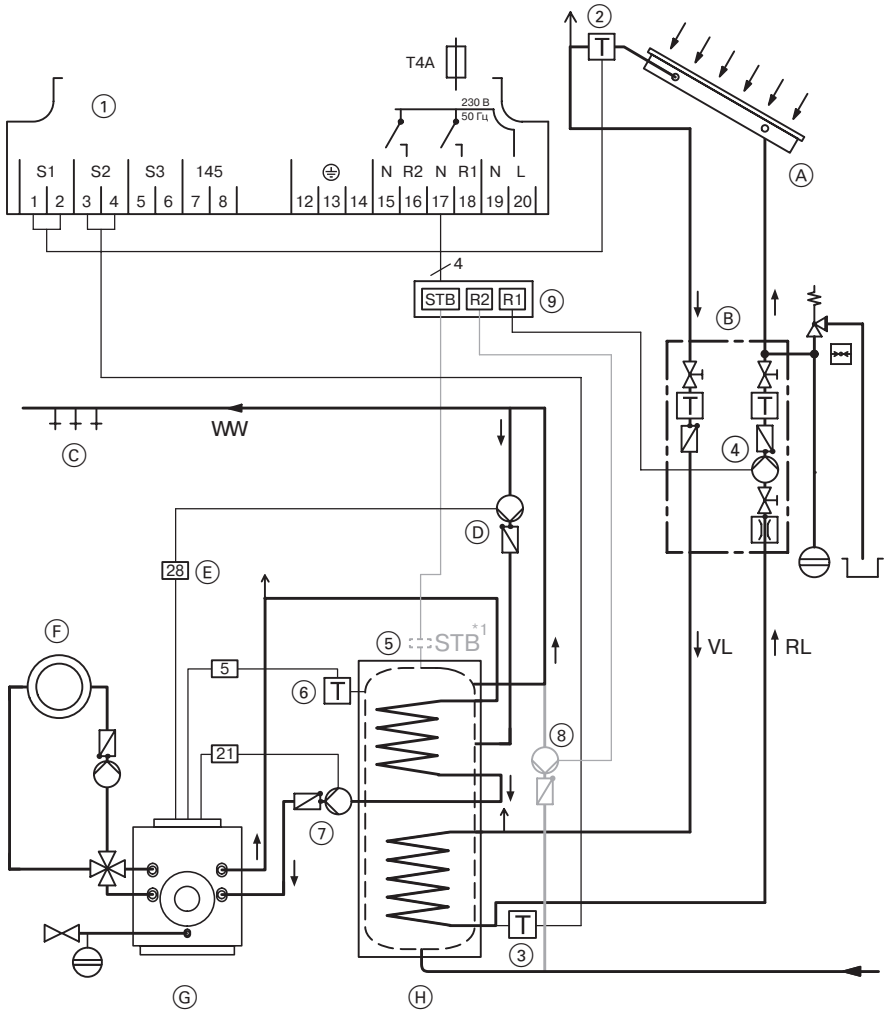 2
T
T4A
1
230 В
50 Гц
S1 S2 S3 145
N R2 N R1 N L
A
1 2 3 4 5 6 7 8 12 13 14 15 16 17 18 19 20
4
STB R2 R1 9
B
T T
WW
C
4
D
28 E
F
5 STB*1
VL RL
5
6 T
8
21
7
T
3
G H